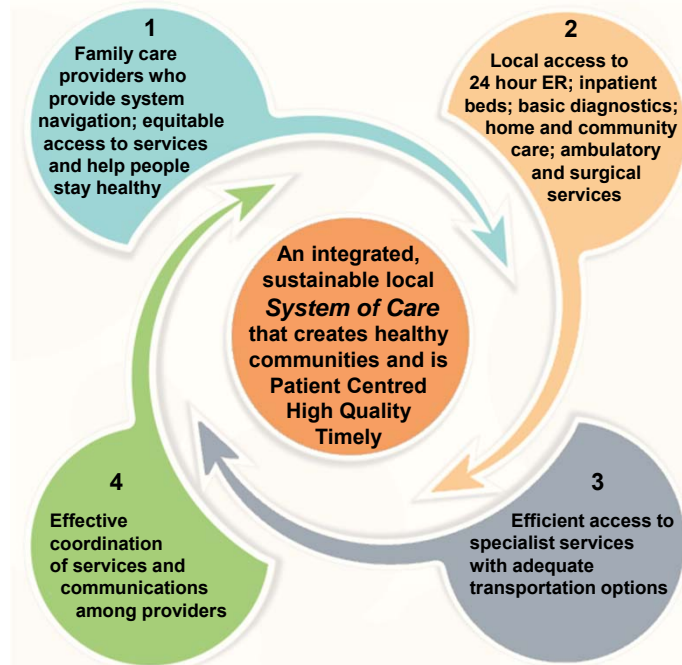 1
Family care
providers who
provide system
navigation; equitable
access to services
and help people
stay healthy
2
Local access to
24 hour ER; inpatient
beds; basic diagnostics;
home and community
care; ambulatory
and surgical
services
An integrated,
sustainable local
System of Care
that creates healthy
communities and is
Patient Centred
High Quality
Timely
3
Efficient access to
specialist services
with adequate
transportation options
4
Effective
coordination
of services and
communications
among providers